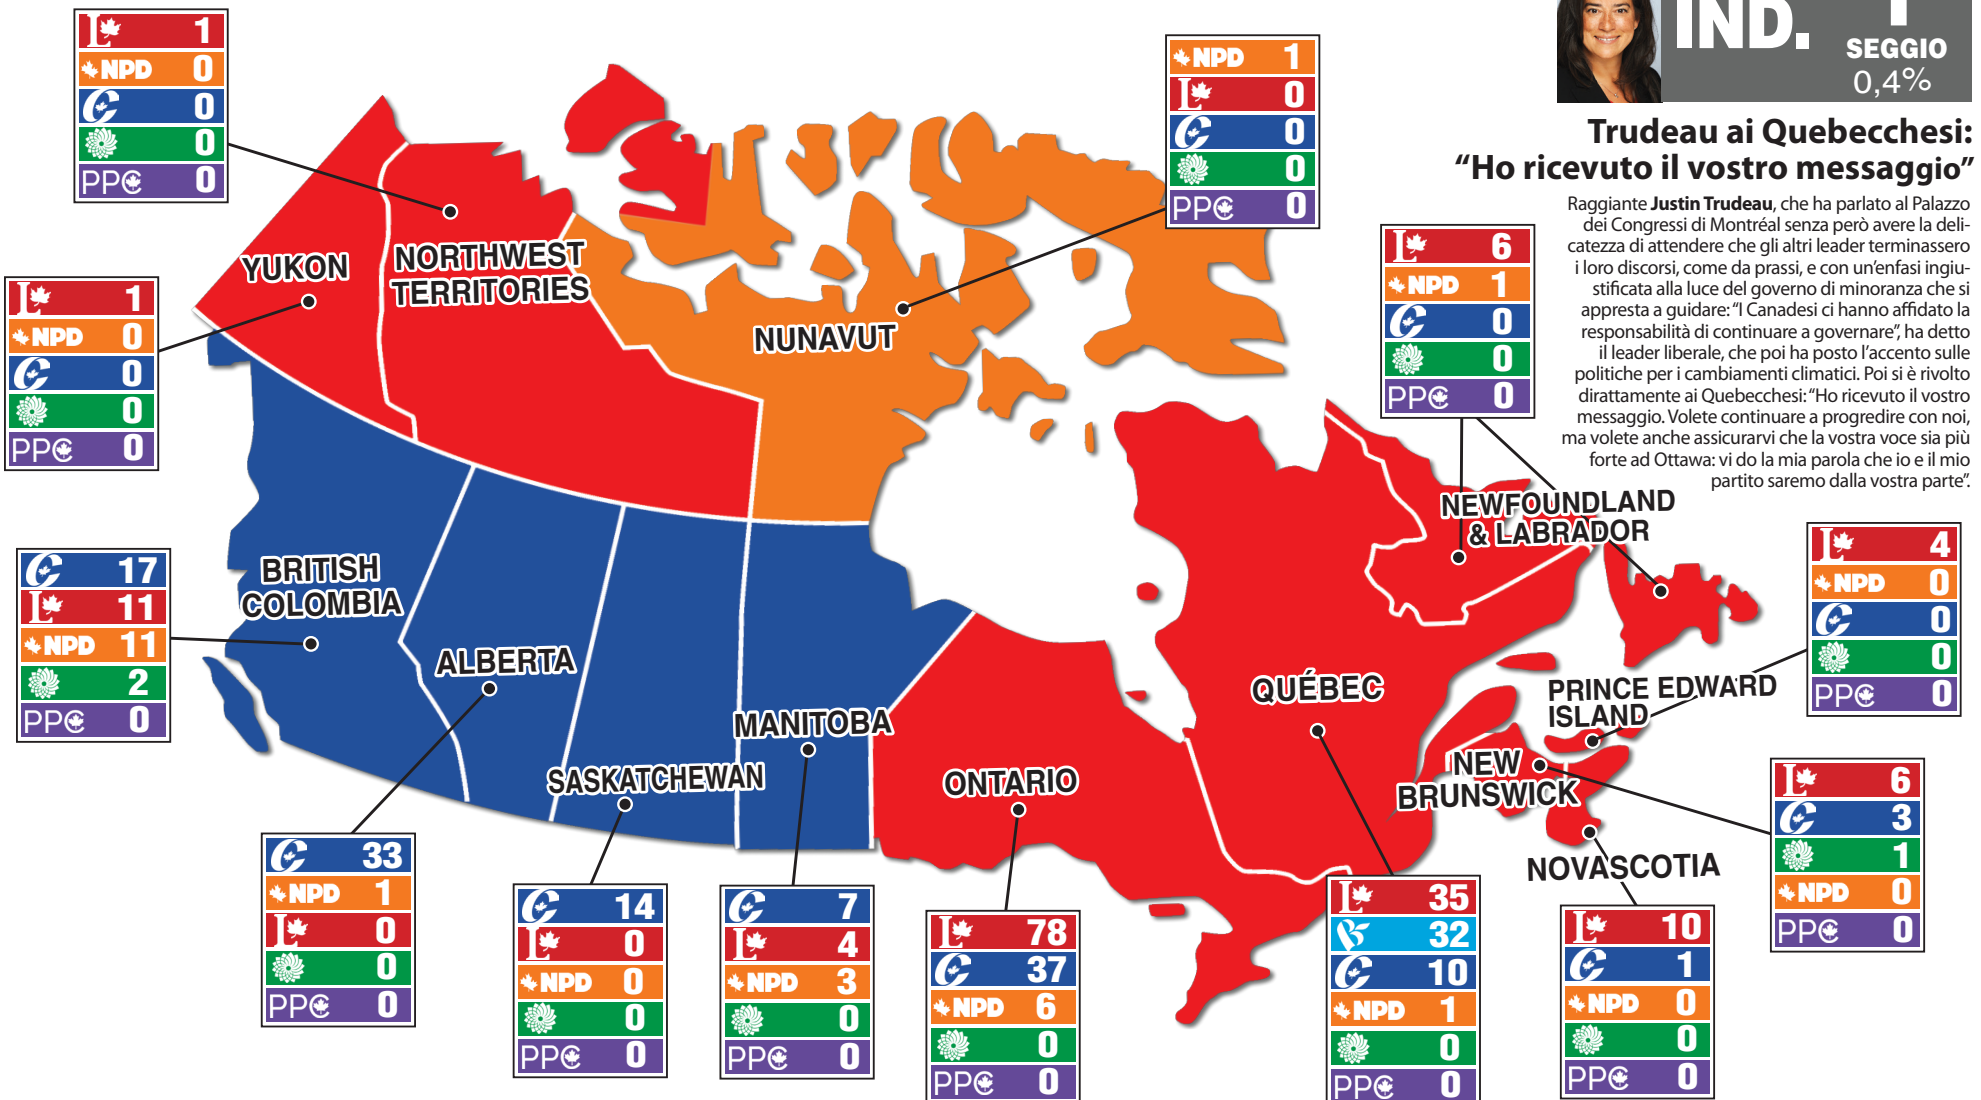 IND.
1
SEGGIO
0,4%
Trudeau ai Quebecchesi:
“Ho ricevuto il vostro messaggio”
Raggiante Justin Trudeau, che ha parlato al Palazzo
dei Congressi di Montréal senza però avere la deli-
catezza di attendere che gli altri leader terminassero
i loro discorsi, come da prassi, e con un’enfasi ingiu-
stificata alla luce del governo di minoranza che si
appresta a guidare: “I Canadesi ci hanno affidato la
responsabilità di continuare a governare”, ha detto
il leader liberale, che poi ha posto l’accento sulle
politiche per i cambiamenti climatici. Poi si è rivolto
dirattamente ai Quebecchesi: “Ho ricevuto il vostro
messaggio. Volete continuare a progredire con noi,
ma volete anche assicurarvi che la vostra voce sia più
forte ad Ottawa: vi do la mia parola che io e il mio
partito saremo dalla vostra parte”.
L 1
NPD 0
C 0
0
PPC 0
NORTHWEST
TERRITORIES
NPD 1
L 0
C 0
0
PPC 0
NUNAVUT
L 1
NPD 0
C 0
0
PPC 0
YUKON
L 6
NPD 1
C 0
0
PPC 0
NEWFOUNDLAND
& LABRADOR
C 17
L 11
NPD 11
2
PPC 0
BRITISH
COLOMBIA
L 4
NPD 0
C 0
0
PPC 0
PRINCE EDWARD
ISLAND
ALBERTA
C 33
NPD 1
L 0
0
PPC 0
SASKATCHEWAN
C 14
L 0
NPD 0
0
PPC 0
MANITOBA
C 7
L 4
NPD 3
0
PPC 0
ONTARIO
L 78
C 37
NPD 6
0
PPC 0
QUÉBEC
L 35
B 32
C 10
NPD 1
0
PPC 0
NEW
BRUNSWICK
L 6
C 3
1
NPD 0
PPC 0
NOVASCOTIA
L 10
C 1
NPD 0
0
PPC 0